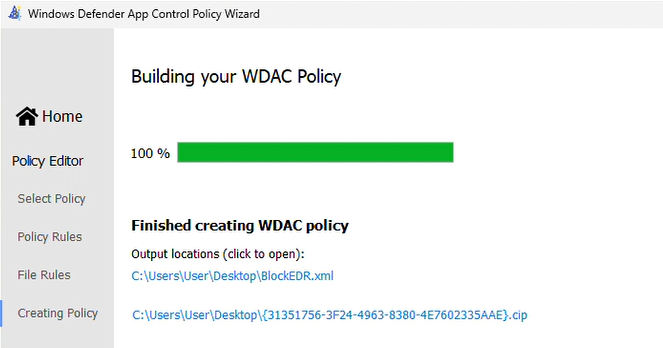 Windows Defender App Control Policy Wizard
Building your WDAC Policy
Home
100 %
Policy Editor
Select Policy
Finished creating WDAC policy
Policy Rules
Output locations (click to open):
File Rules
C:\Users\User\Desktop\BlockEDR.xml
Creating Policy
C:\Users\User\Desktop\{31351756-3F24-4963-8380-4E7602335AAE}.cip